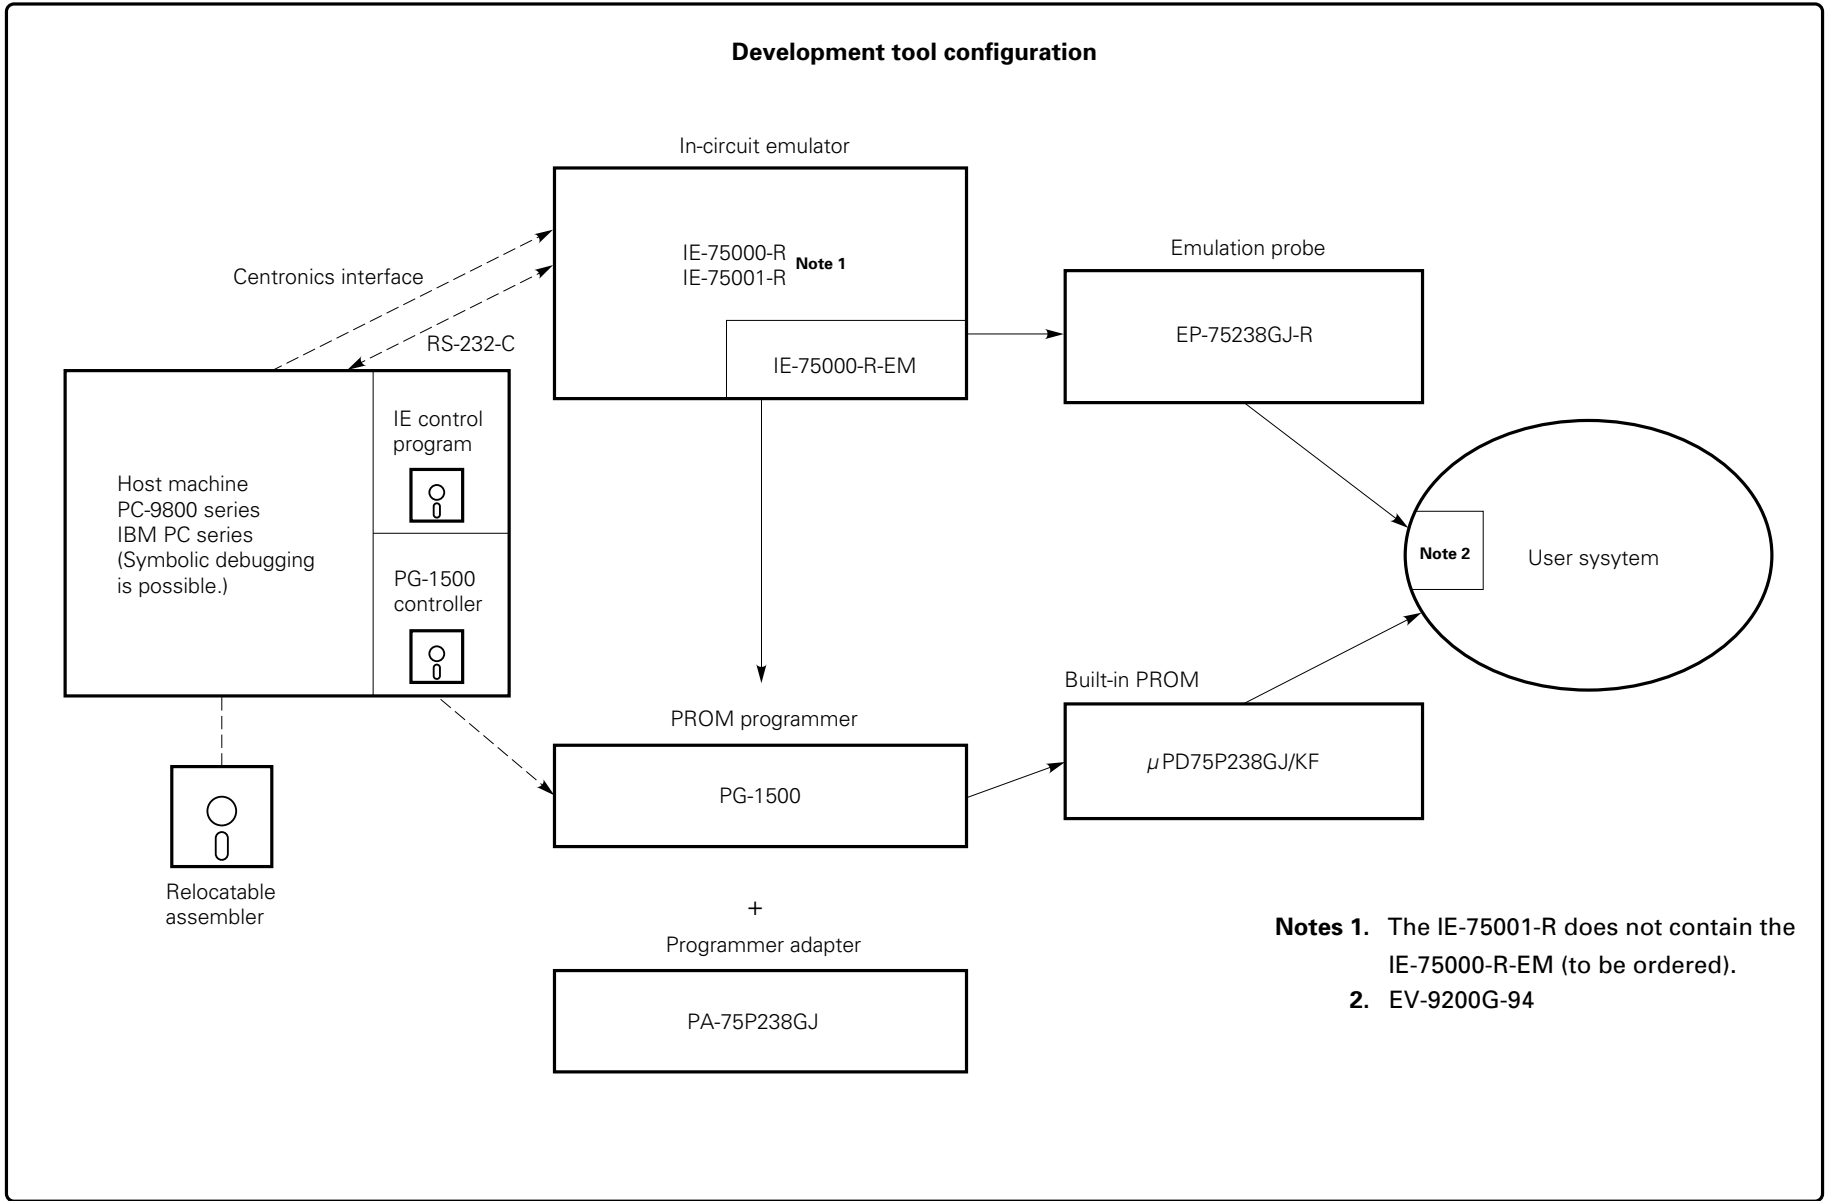 Development tool configuration
In-circuit emulator
IE-75000-R
IE-75001-R
Note 1
IE-75000-R-EM
Centronics interface
RS-232-C
Emulation probe
EP-75238GJ-R
Host machine
PC-9800 series
IBM PC series
(Symbolic debugging
is possible.)
IE control
program
PG-1500
controller
Note 2
User sysytem
Built-in PROM
µPD75P238GJ/KF
PROM programmer
PG-1500
Relocatable
assembler
+
Programmer adapter
PA-75P238GJ
Notes 1. The IE-75001-R does not contain the
IE-75000-R-EM (to be ordered).
2. EV-9200G-94